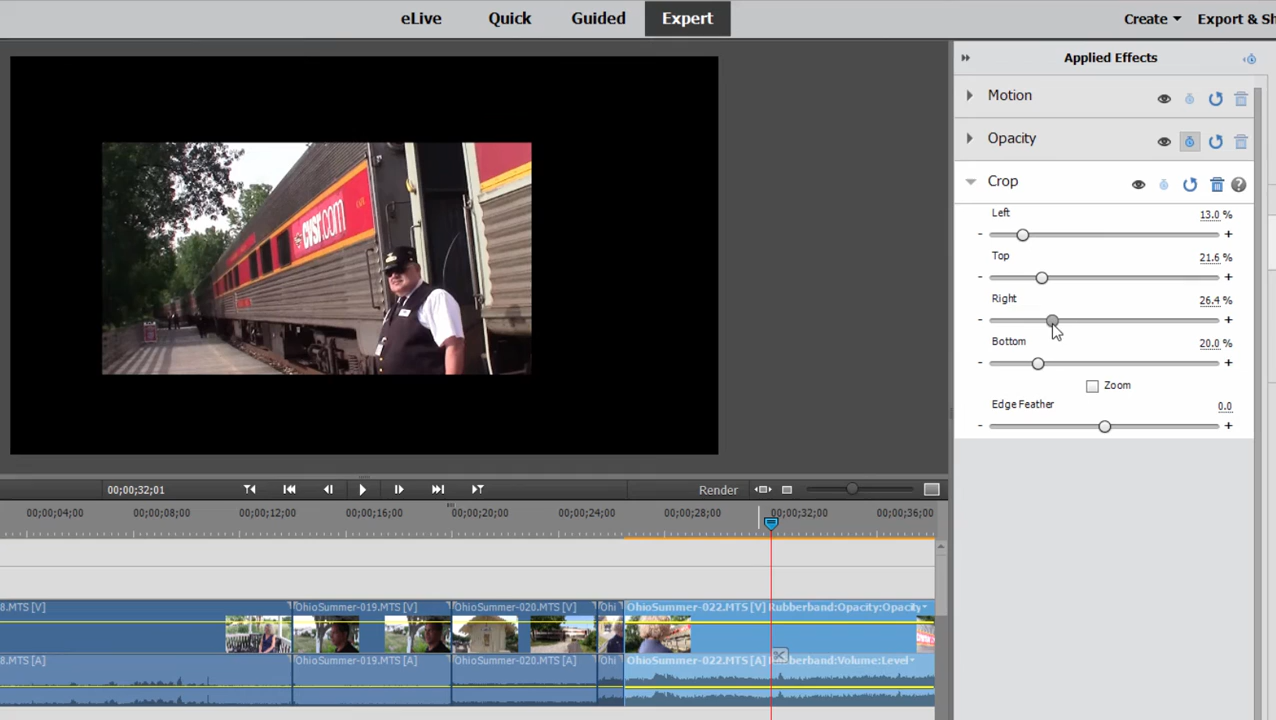 eLive Quick Guided Expert Create Export & Sh
Applied Effects
Motion
Opacity
Crop
Left 13.0 %
Top 21.6 %
Right 26.4 %
Bottom 20.0 %
Zoom
Edge Feather 0.0
cvsr.com
CAFE
00;00;32;01 Render
00;00;04;00 00;00;08;00 00;00;12;00 00;00;16;00 00;00;20;00 00;00;24;00 00;00;28;00 00;00;32;00 00;00;36;00
8.MTS [V] OhioSummer-019.MTS [V] OhioSummer-020.MTS [V] Ohi OhioSummer-022.MTS [V] Rubberband:Opacity:Opacity
8.MTS [A] OhioSummer-019.MTS [A] OhioSummer-020.MTS [A] Ohi OhioSummer-022.MTS [A] Rubberband:Volume:Level